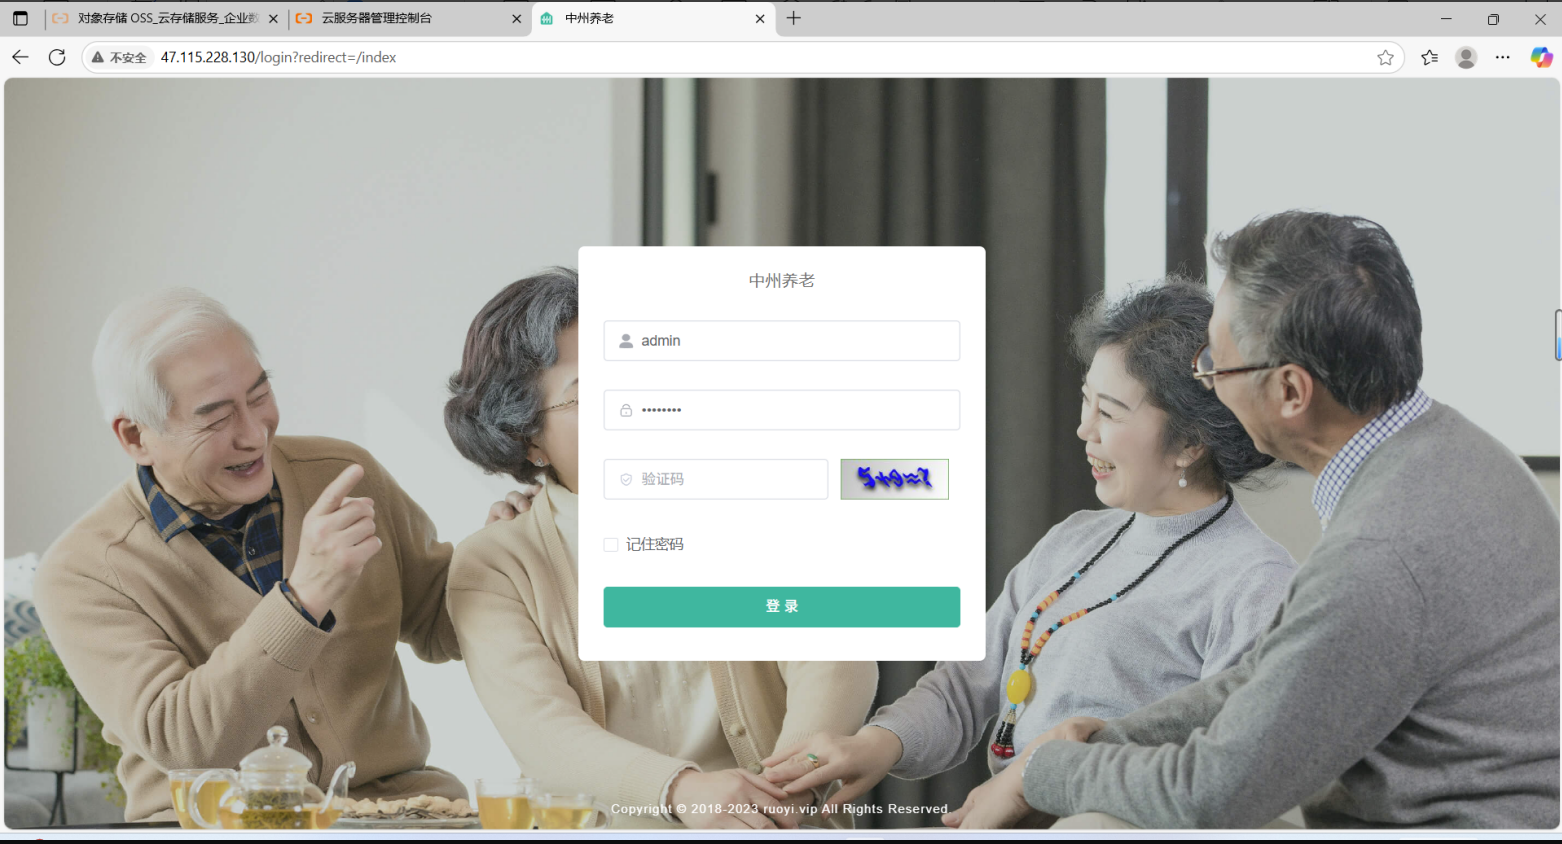 对象存储 OSS_云存储服务_企业数
云服务器管理控制台
中州养老
不安全
47.115.228.130/login?redirect=/index
中州养老
admin
••••••••
验证码
记住密码
登 录
Copyright © 2018-2023 ruoyi.vip All Rights Reserved.